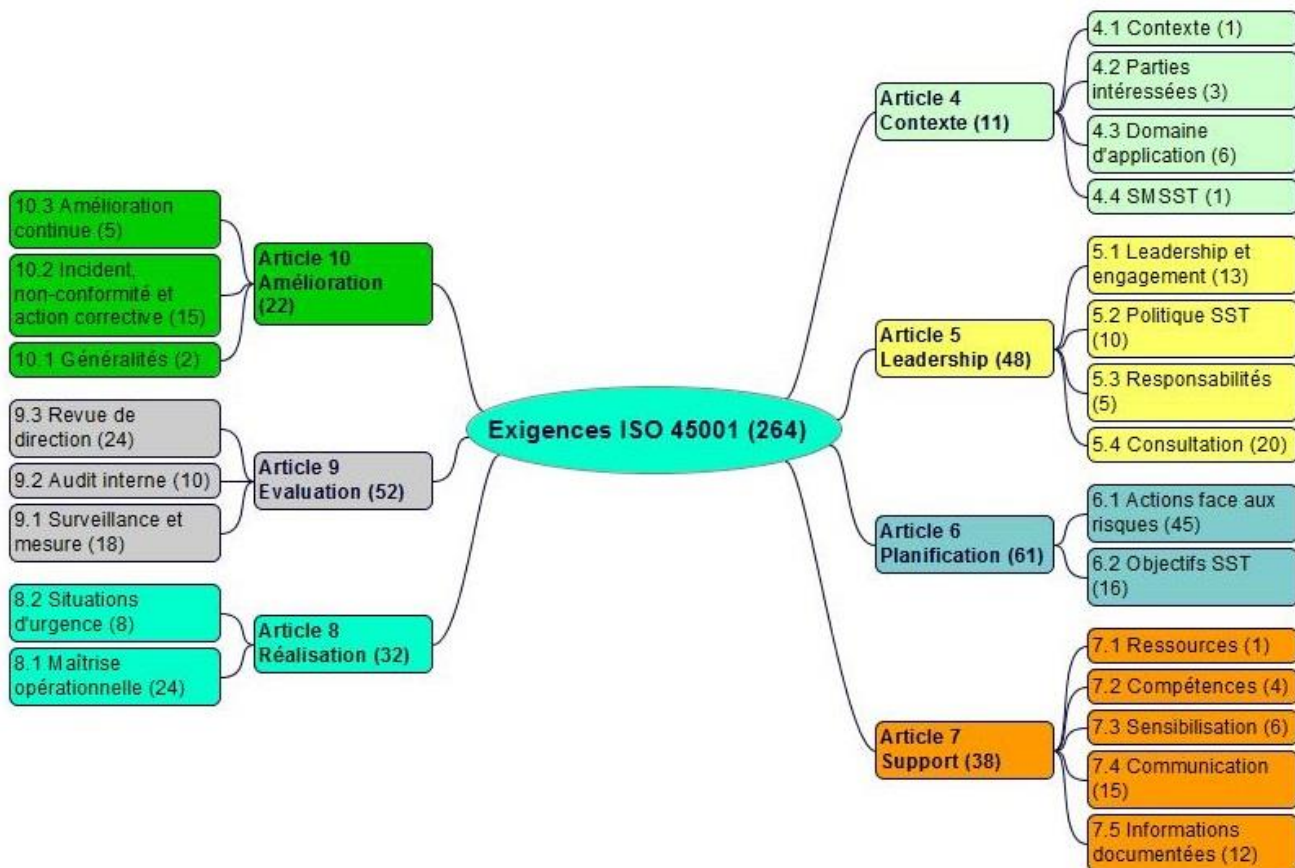 Exigences ISO 45001 (264)
Article 4
Contexte (11)
4.1 Contexte (1)
4.2 Parties
intéressées (3)
4.3 Domaine
d'application (6)
4.4 SMSST (1)
Article 5
Leadership (48)
5.1 Leadership et
engagement (13)
5.2 Politique SST
(10)
5.3 Responsabilités
(5)
5.4 Consultation (20)
Article 6
Planification (61)
6.1 Actions face aux
risques (45)
6.2 Objectifs SST
(16)
Article 7
Support (38)
7.1 Ressources (1)
7.2 Compétences (4)
7.3 Sensibilisation (6)
7.4 Communication
(15)
7.5 Informations
documentées (12)
Article 8
Réalisation (32)
8.2 Situations
d'urgence (8)
8.1 Maîtrise
opérationnelle (24)
Article 9
Evaluation (52)
9.3 Revue de
direction (24)
9.2 Audit interne (10)
9.1 Surveillance et
mesure (18)
Article 10
Amélioration
(22)
10.3 Amélioration
continue (5)
10.2 Incident,
non-conformité et
action corrective (15)
10.1 Généralités (2)